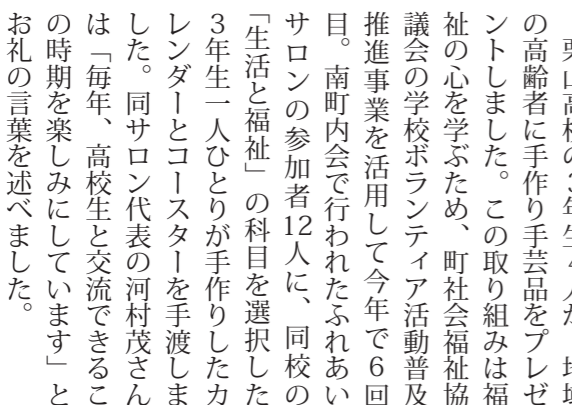 栗山高校の3年生4人が、地域
の高齢者に手作り手芸品をプレゼ
ントしました。この取り組みは福
祉の心を学ぶため、町社会福祉協
議会の学校ボランティア活動普及
推進事業を活用して今年で6回
目。南町内会で行われたふれあい
サロンの参加者12人に、同校の
「生活と福祉」の科目を選択した
3年生一人ひとりが手作りしたカ
レンダーとコースターを手渡しま
した。同サロン代表の河村茂さん
は「毎年、高校生と交流できるこ
の時期を楽しみにしています」と
お礼の言葉を述べました。